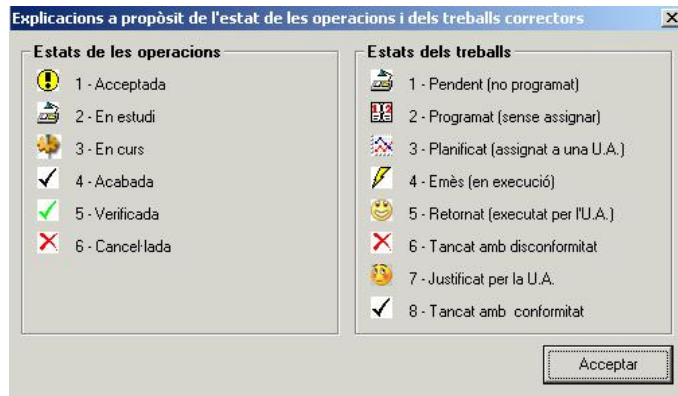 Explicacions a propòsit de l'estat de les operacions i dels treballs correctors
Estats de les operacions
1 - Acceptada
2 - En estudi
3 - En curs
4 - Acabada
5 - Verificada
6 - Cancel·lada
Estats dels treballs
1 - Pendent (no programat)
2 - Programat (sense assignar)
3 - Planificat (assignat a una U.A.)
4 - Emès (en execució)
5 - Retornat (executat per l'U.A.)
6 - Tancat amb disconformitat
7 - Justificat per la U.A.
8 - Tancat amb conformitat
Acceptar